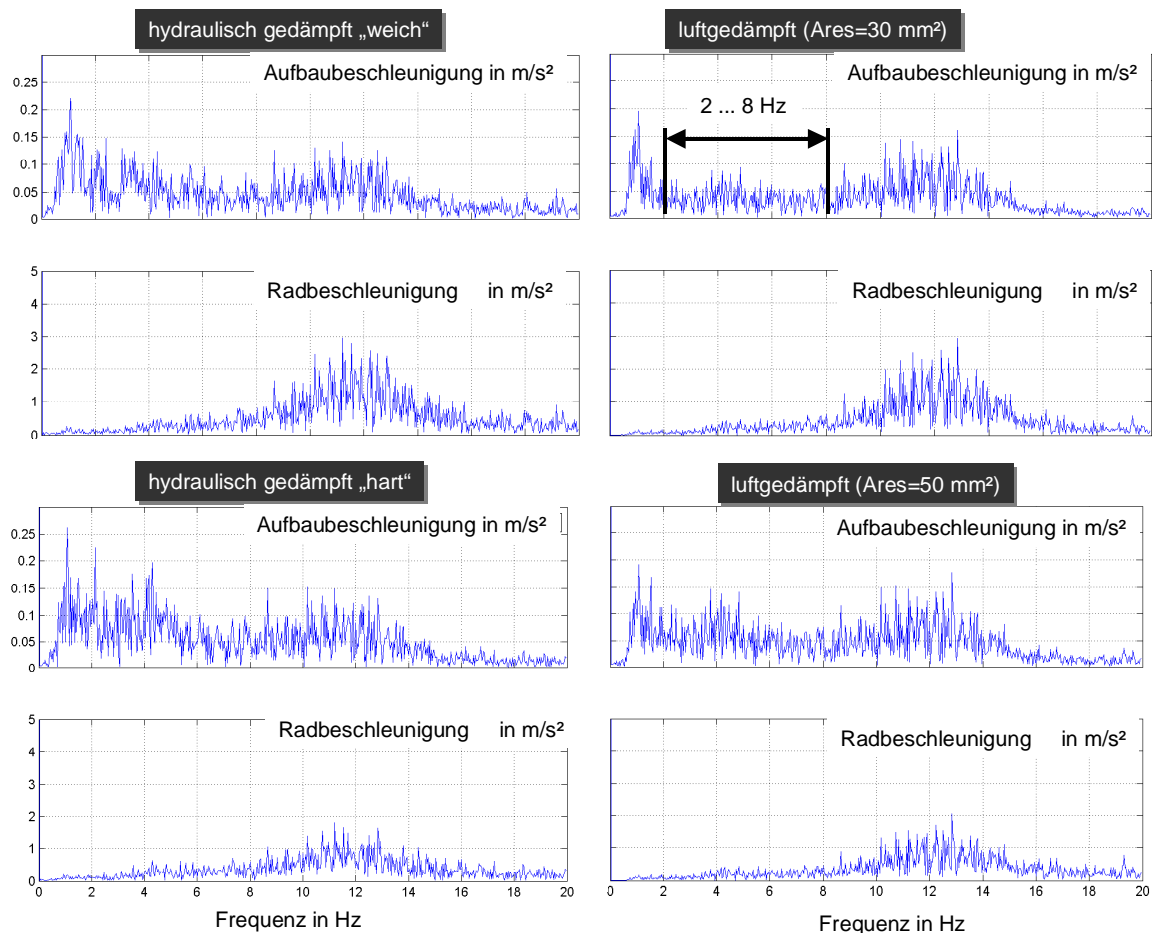 hydraulisch gedämpft „weich“
luftgedämpft (Ares=30 mm²)
Aufbaubeschleunigung in m/s²
0.25
0.2
0.15
0.1
0.05
0
Aufbaubeschleunigung in m/s²
2 ... 8 Hz
Radbeschleunigung in m/s²
5
4
3
2
1
0
Radbeschleunigung in m/s²
hydraulisch gedämpft „hart“
luftgedämpft (Ares=50 mm²)
Aufbaubeschleunigung in m/s²
0.25
0.2
0.15
0.1
0.05
0
Aufbaubeschleunigung in m/s²
Radbeschleunigung in m/s²
5
4
3
2
1
0
0 2 4 6 8 10 12 14 16 18 20
Frequenz in Hz
Radbeschleunigung in m/s²
0 2 4 6 8 10 12 14 16 18 20
Frequenz in Hz